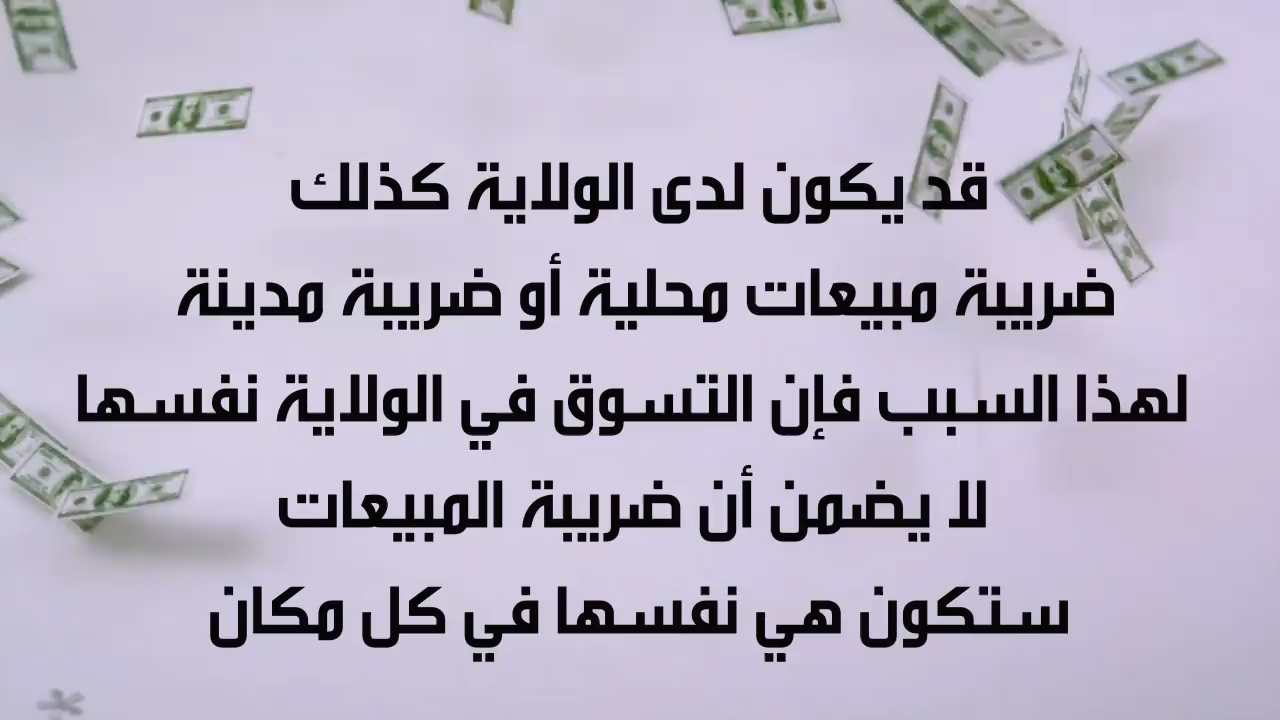 قد يكون لدى الولاية كذلك
ضريبة مبيعات محلية أو ضريبة مدينة
لهذا السبب فإن التسوق في الولاية نفسها
لا يضمن أن ضريبة المبيعات
ستكون هي نفسها في كل مكان